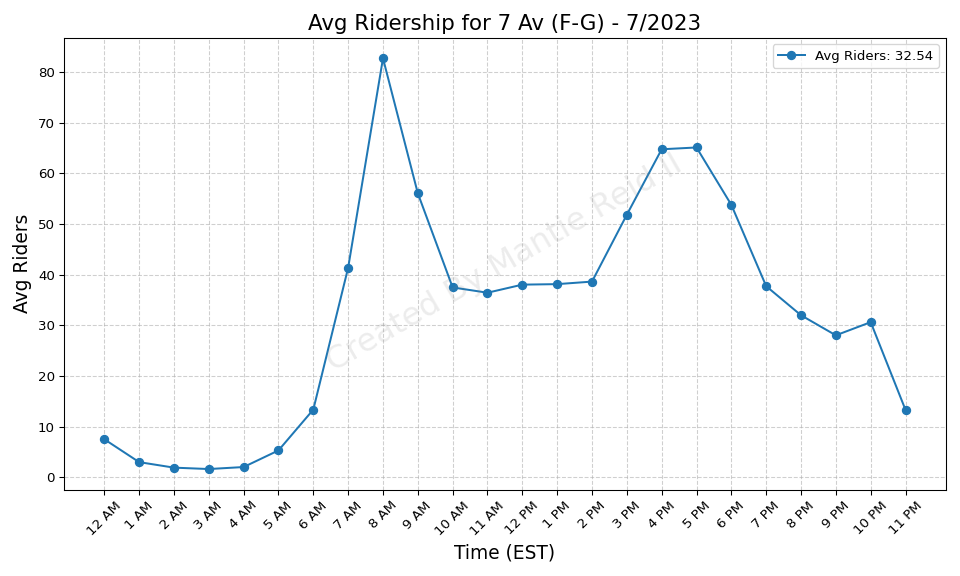 Avg Ridership for 7 Av (F-G) - 7/2023
Avg Riders: 32.54
Avg Riders
80
70
60
50
40
30
20
10
0
Created By Mantie Reid II
12 AM
1 AM
2 AM
3 AM
4 AM
5 AM
6 AM
7 AM
8 AM
9 AM
10 AM
11 AM
12 PM
1 PM
2 PM
3 PM
4 PM
5 PM
6 PM
7 PM
8 PM
9 PM
10 PM
11 PM
Time (EST)